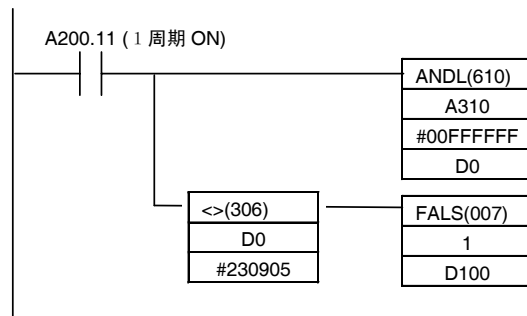 A200.11 (１周期 ON)
ANDL(610)
A310
#00FFFFFF
D0
<>(306)
D0
#230905
FALS(007)
1
D100